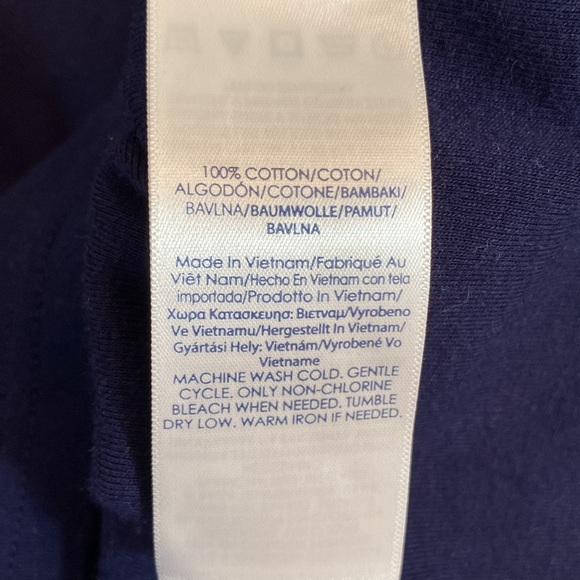 100% COTTON/COTON/
ALGODÓN/COTONE/BAMBAKI/
BAVLNA/BAUMWOLLE/PAMUT/
BAVLNA
Made In Vietnam/Fabriqué Au
Viêt Nam/Hecho En Vietnam con tela
importada/Prodotto In Vietnam/
Χωρα Κατασκευησ: Βιετναμ/Vyrobeno
Ve Vietnamu/Hergestellt In Vietnam/
Gyártási Hely: Vietnám/Vyrobené Vo
Vietname
MACHINE WASH COLD. GENTLE
CYCLE. ONLY NON-CHLORINE
BLEACH WHEN NEEDED. TUMBLE
DRY LOW. WARM IRON IF NEEDED.